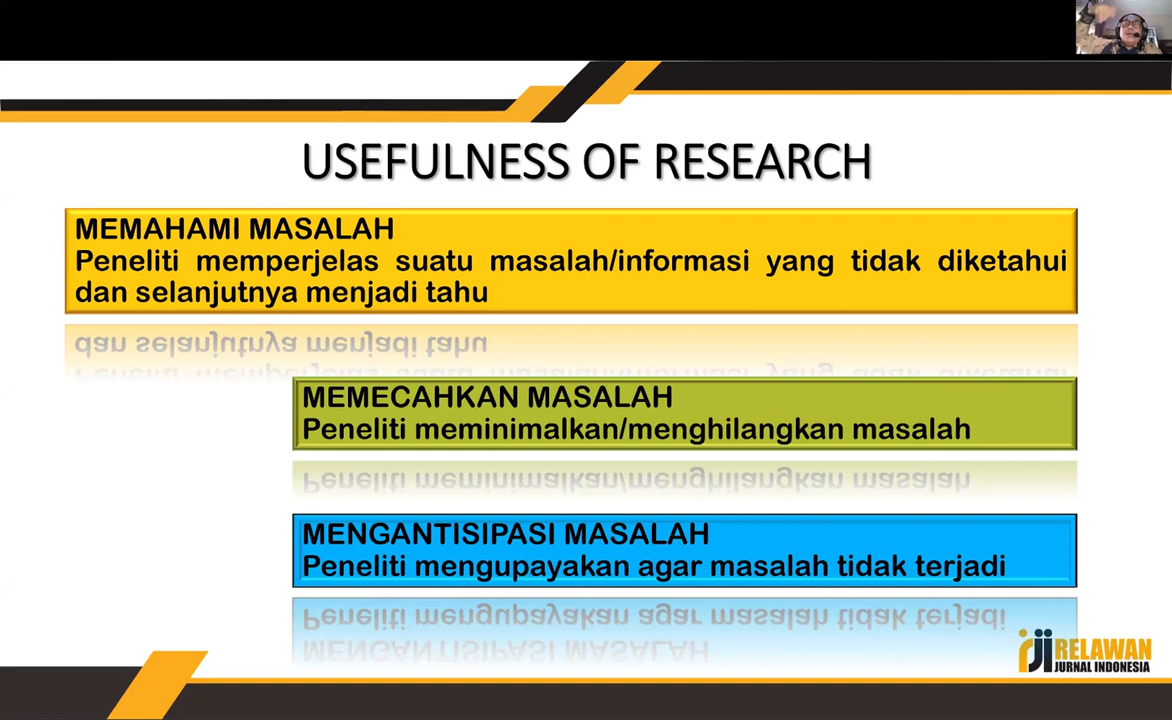 USEFULNESS OF RESEARCH
MEMAHAMI MASALAH
Peneliti memperjelas suatu masalah/informasi yang tidak diketahui
dan selanjutnya menjadi tahu
MEMECAHKAN MASALAH
Peneliti meminimalkan/menghilangkan masalah
MENGANTISIPASI MASALAH
Peneliti mengupayakan agar masalah tidak terjadi
rji RELAWAN
JURNAL INDONESIA